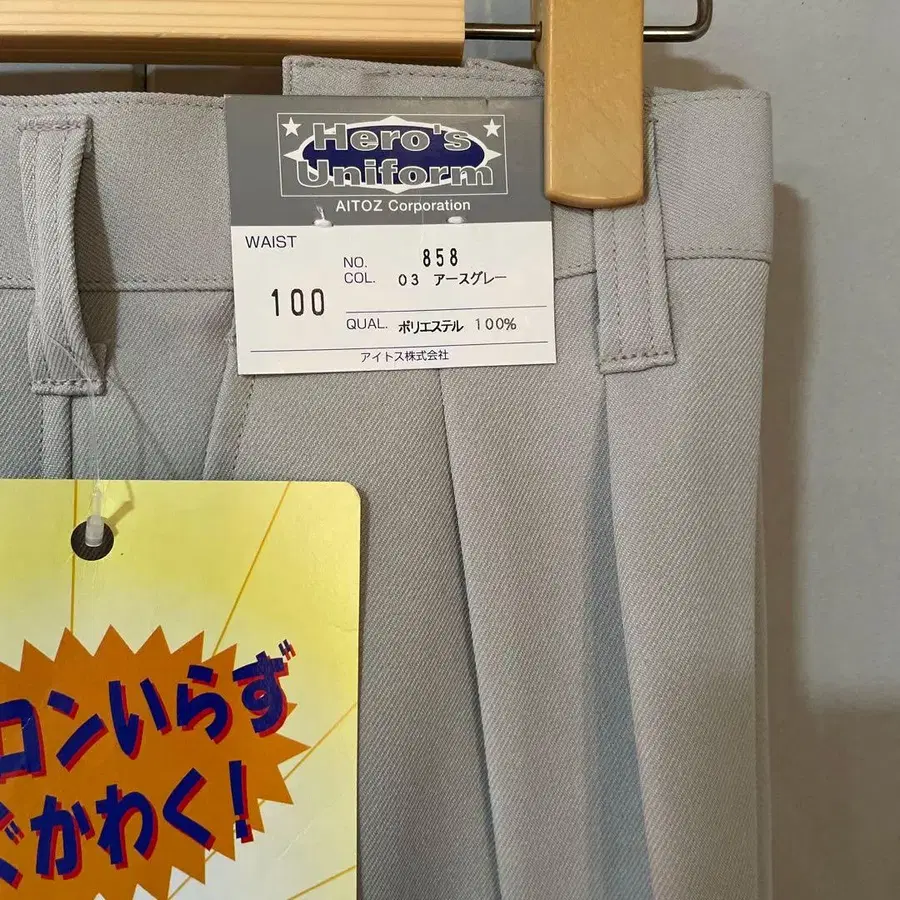 Hero's
Uniform
AITOZ Corporation
WAIST
100
NO. 858
COL. 03 アースグレー
QUAL. ポリエステル 100%
アイトス株式会社
コンいらず"
ぐかわく!